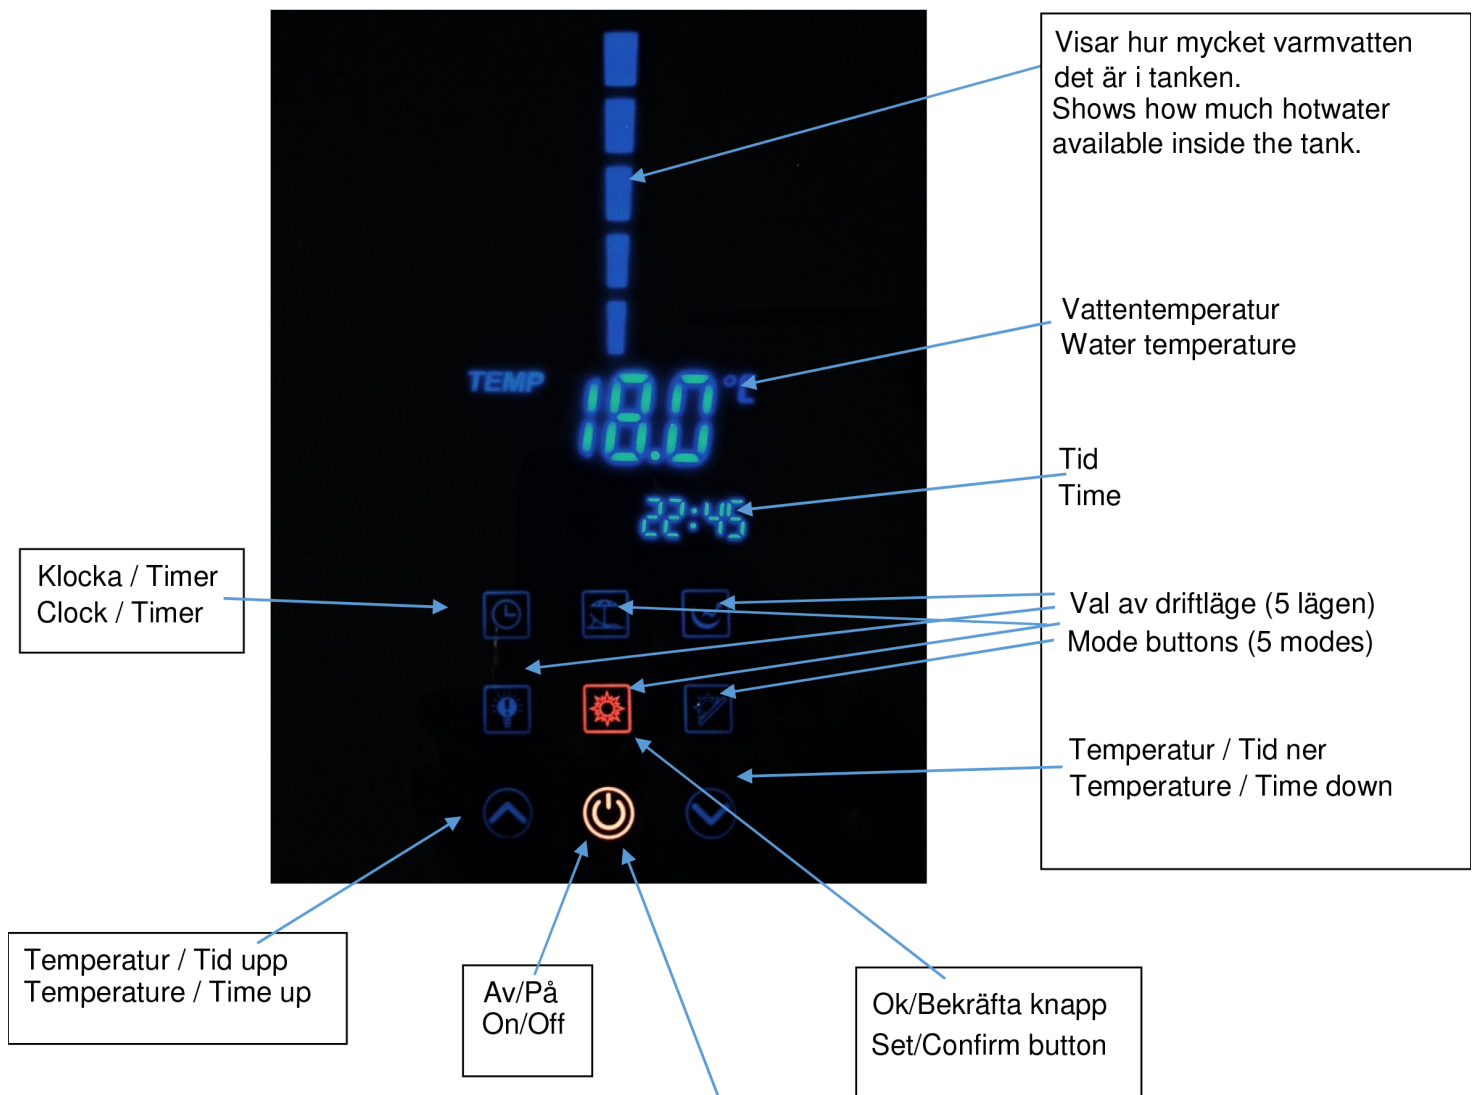 Visar hur mycket varmvatten
det är i tanken.
Shows how much hotwater
available inside the tank.
Vattentemperatur
Water temperature
TEMP
18.0 °C
Tid
Time
22:45
Klocka / Timer
Clock / Timer
Val av driftläge (5 lägen)
Mode buttons (5 modes)
Temperatur / Tid ner
Temperature / Time down
Temperatur / Tid upp
Temperature / Time up
Av/På
On/Off
Ok/Bekräfta knapp
Set/Confirm button